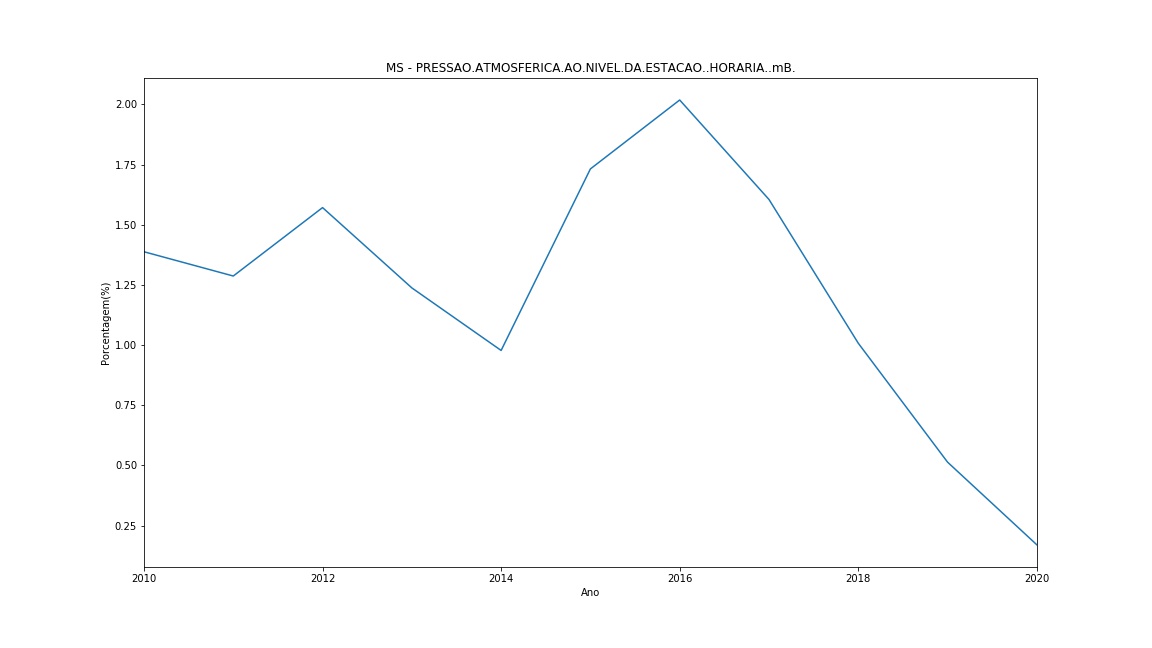 MS - PRESSAO.ATMOSFERICA.AO.NIVEL.DA.ESTACAO..HORARIA..mB.
2.00
1.75
1.50
1.25
1.00
0.75
0.50
0.25
Porcentagem(%)
2010 2012 2014 2016 2018 2020
Ano